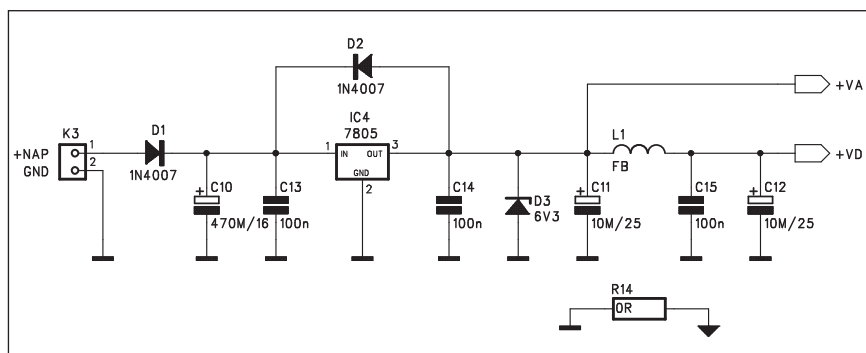 D2
1N4007
+VA
IC4
7805
K3
1
2
+NAP
GND
D1
1N4007
1
IN
OUT
GND
3
2
L1
FB
+VD
+
C10
470M/16
C13
100n
C14
100n
D3
6V3
+
C11
10M/25
C15
100n
+
C12
10M/25
R14
0R